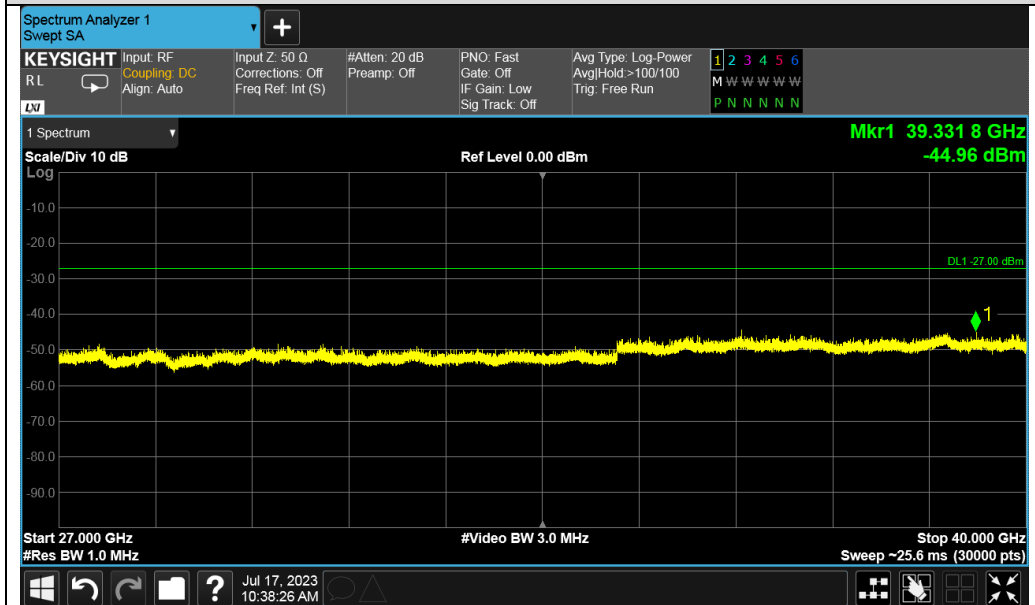 Spectrum Analyzer 1
Swept SA
+
KEYSIGHT
RL
LXI
Input: RF
Coupling: DC
Align: Auto
Input Z: 50 Ω
Corrections: Off
Freq Ref: Int (S)
#Atten: 20 dB
Preamp: Off
PNO: Fast
Gate: Off
IF Gain: Low
Sig Track: Off
Avg Type: Log-Power
Avg|Hold:>100/100
Trig: Free Run
1 2 3 4 5 6
M W W W W W
P N N N N N
1 Spectrum
Mkr1 39.331 8 GHz
Scale/Div 10 dB
Ref Level 0.00 dBm
-44.96 dBm
Log
-10.0
-20.0
DL1 -27.00 dBm
-30.0
-40.0
1
-50.0
-60.0
-70.0
-80.0
-90.0
Start 27.000 GHz
#Video BW 3.0 MHz
Stop 40.000 GHz
#Res BW 1.0 MHz
Sweep ~25.6 ms (30000 pts)
?
Jul 17, 2023
10:38:26 AM